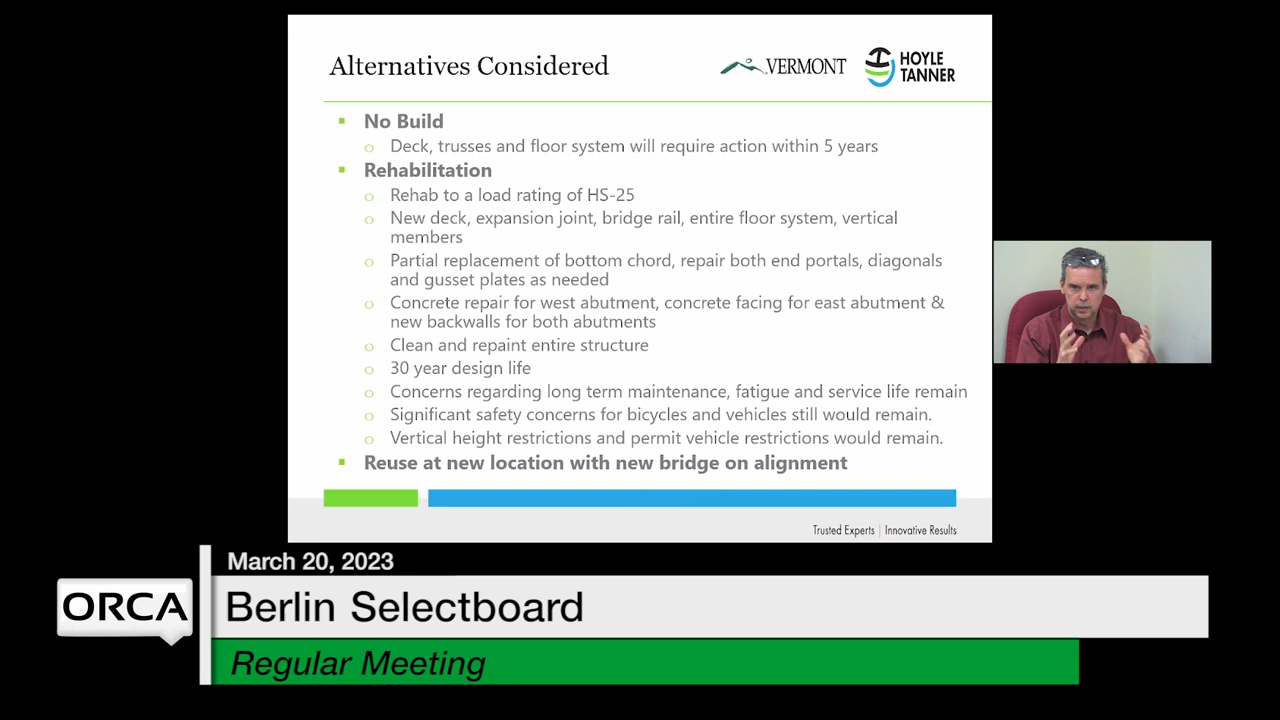 Alternatives Considered
VERMONT
HOYLE
TANNER
No Build
Deck, trusses and floor system will require action within 5 years
Rehabilitation
Rehab to a load rating of HS-25
New deck, expansion joint, bridge rail, entire floor system, vertical
members
Partial replacement of bottom chord, repair both end portals, diagonals
and gusset plates as needed
Concrete repair for west abutment, concrete facing for east abutment &
new backwalls for both abutments
Clean and repaint entire structure
30 year design life
Concerns regarding long term maintenance, fatigue and service life remain
Significant safety concerns for bicycles and vehicles still would remain.
Vertical height restrictions and permit vehicle restrictions would remain.
Reuse at new location with new bridge on alignment
Trusted Experts | Innovative Results
March 20, 2023
ORCA
Berlin Selectboard
Regular Meeting